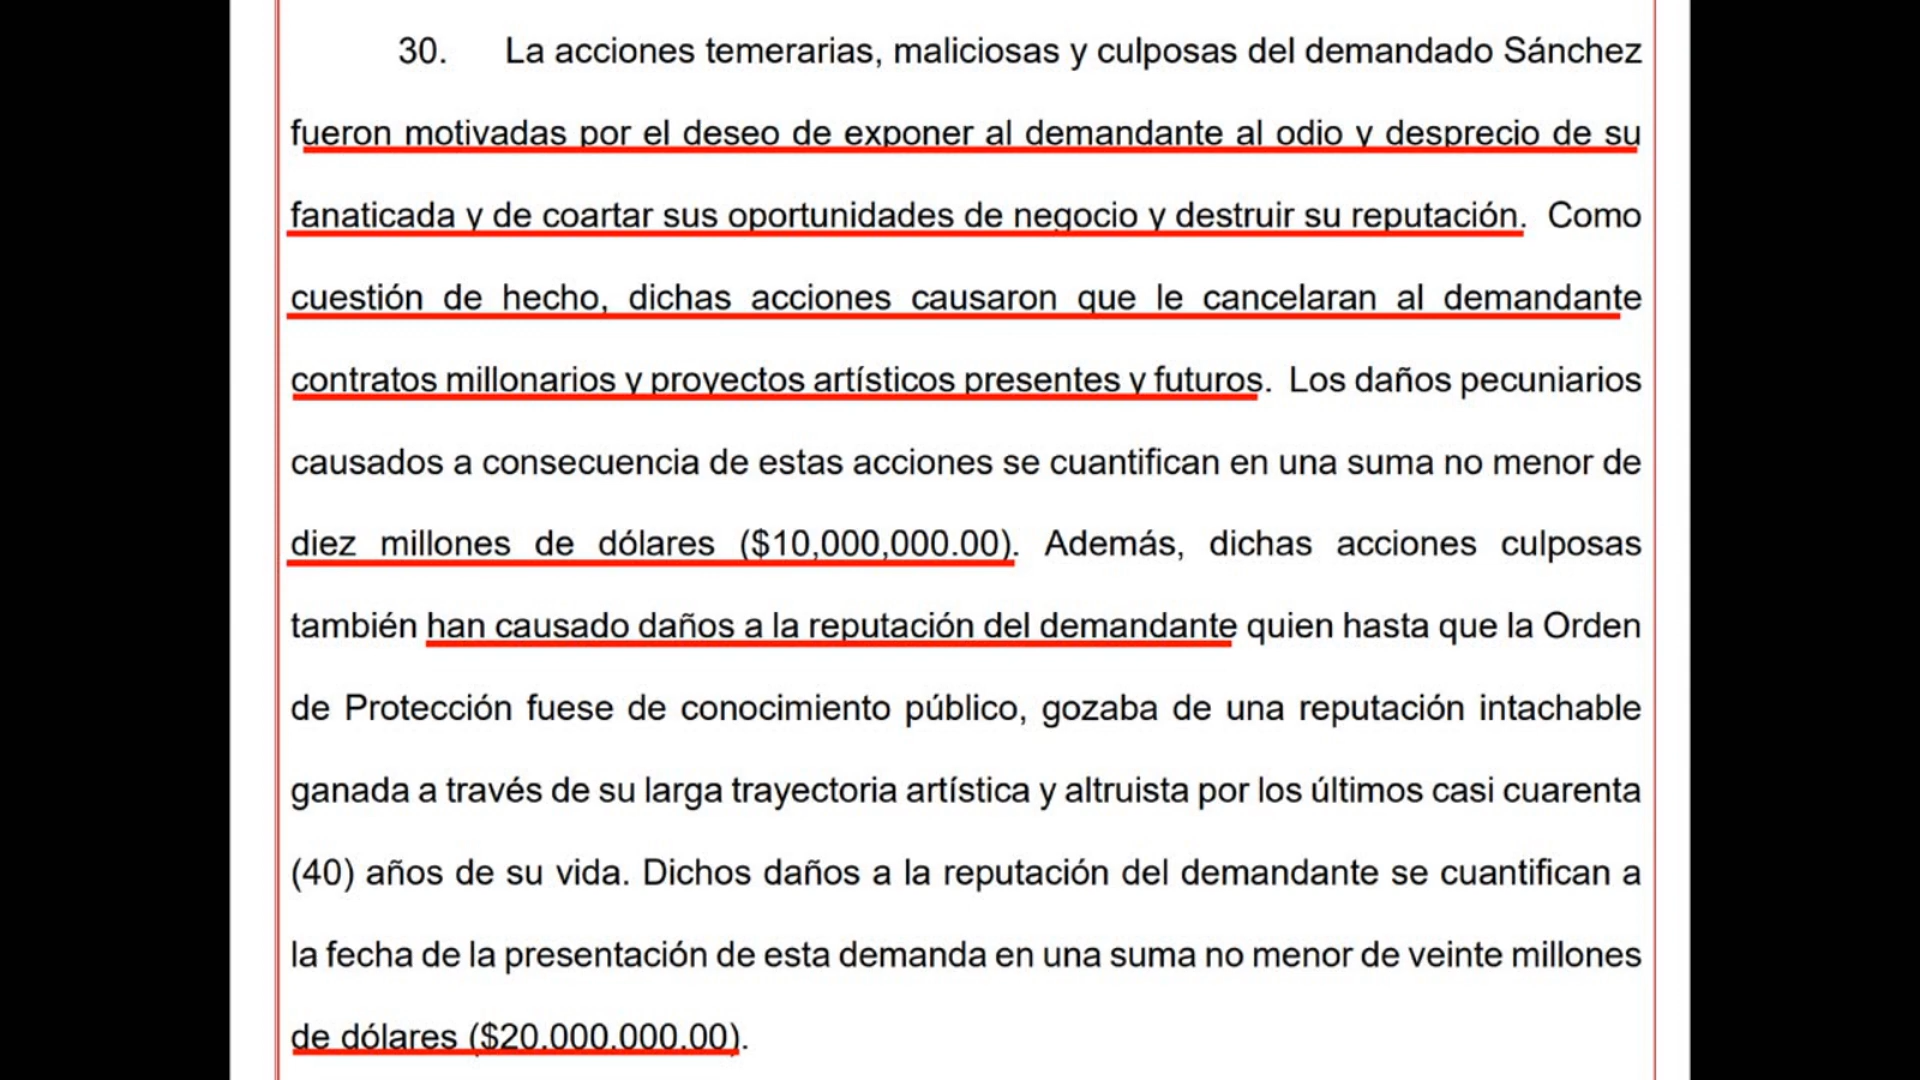 30. La acciones temerarias, maliciosas y culposas del demandado Sánchez
fueron motivadas por el deseo de exponer al demandante al odio y desprecio de su
fanaticada y de coartar sus oportunidades de negocio y destruir su reputación. Como
cuestión de hecho, dichas acciones causaron que le cancelaran al demandante
contratos millonarios y proyectos artísticos presentes y futuros. Los daños pecuniarios
causados a consecuencia de estas acciones se cuantifican en una suma no menor de
diez millones de dólares ($10,000,000.00). Además, dichas acciones culposas
también han causado daños a la reputación del demandante quien hasta que la Orden
de Protección fuese de conocimiento público, gozaba de una reputación intachable
ganada a través de su larga trayectoria artística y altruista por los últimos casi cuarenta
(40) años de su vida. Dichos daños a la reputación del demandante se cuantifican a
la fecha de la presentación de esta demanda en una suma no menor de veinte millones
de dólares ($20,000,000.00).